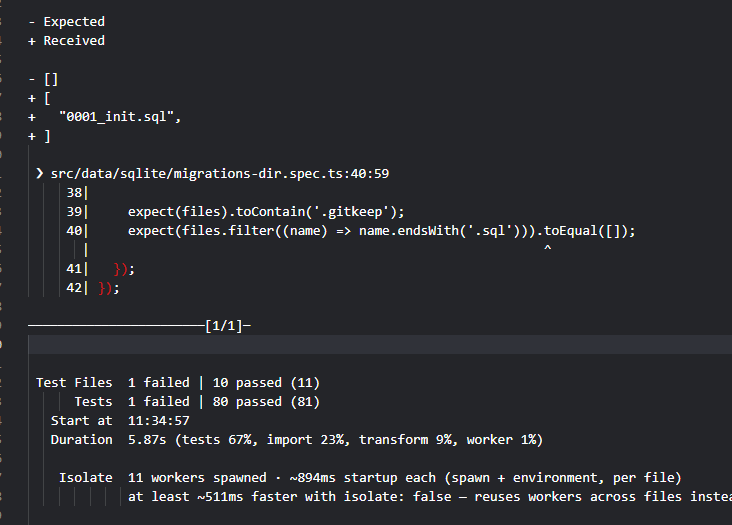 - Expected
+ Received
- []
+ [
+   "0001_init.sql",
+ ]
❯ src/data/sqlite/migrations-dir.spec.ts:40:59
38|
39|     expect(files).toContain('.gitkeep');
40|     expect(files.filter((name) => name.endsWith('.sql'))).toEqual([]);
|                                                           ^
41|   });
42| });
[1/1]
Test Files  1 failed | 10 passed (11)
Tests  1 failed | 80 passed (81)
Start at  11:34:57
Duration  5.87s (tests 67%, import 23%, transform 9%, worker 1%)
Isolate  11 workers spawned · ~894ms startup each (spawn + environment, per file)
at least ~511ms faster with isolate: false — reuses workers across files